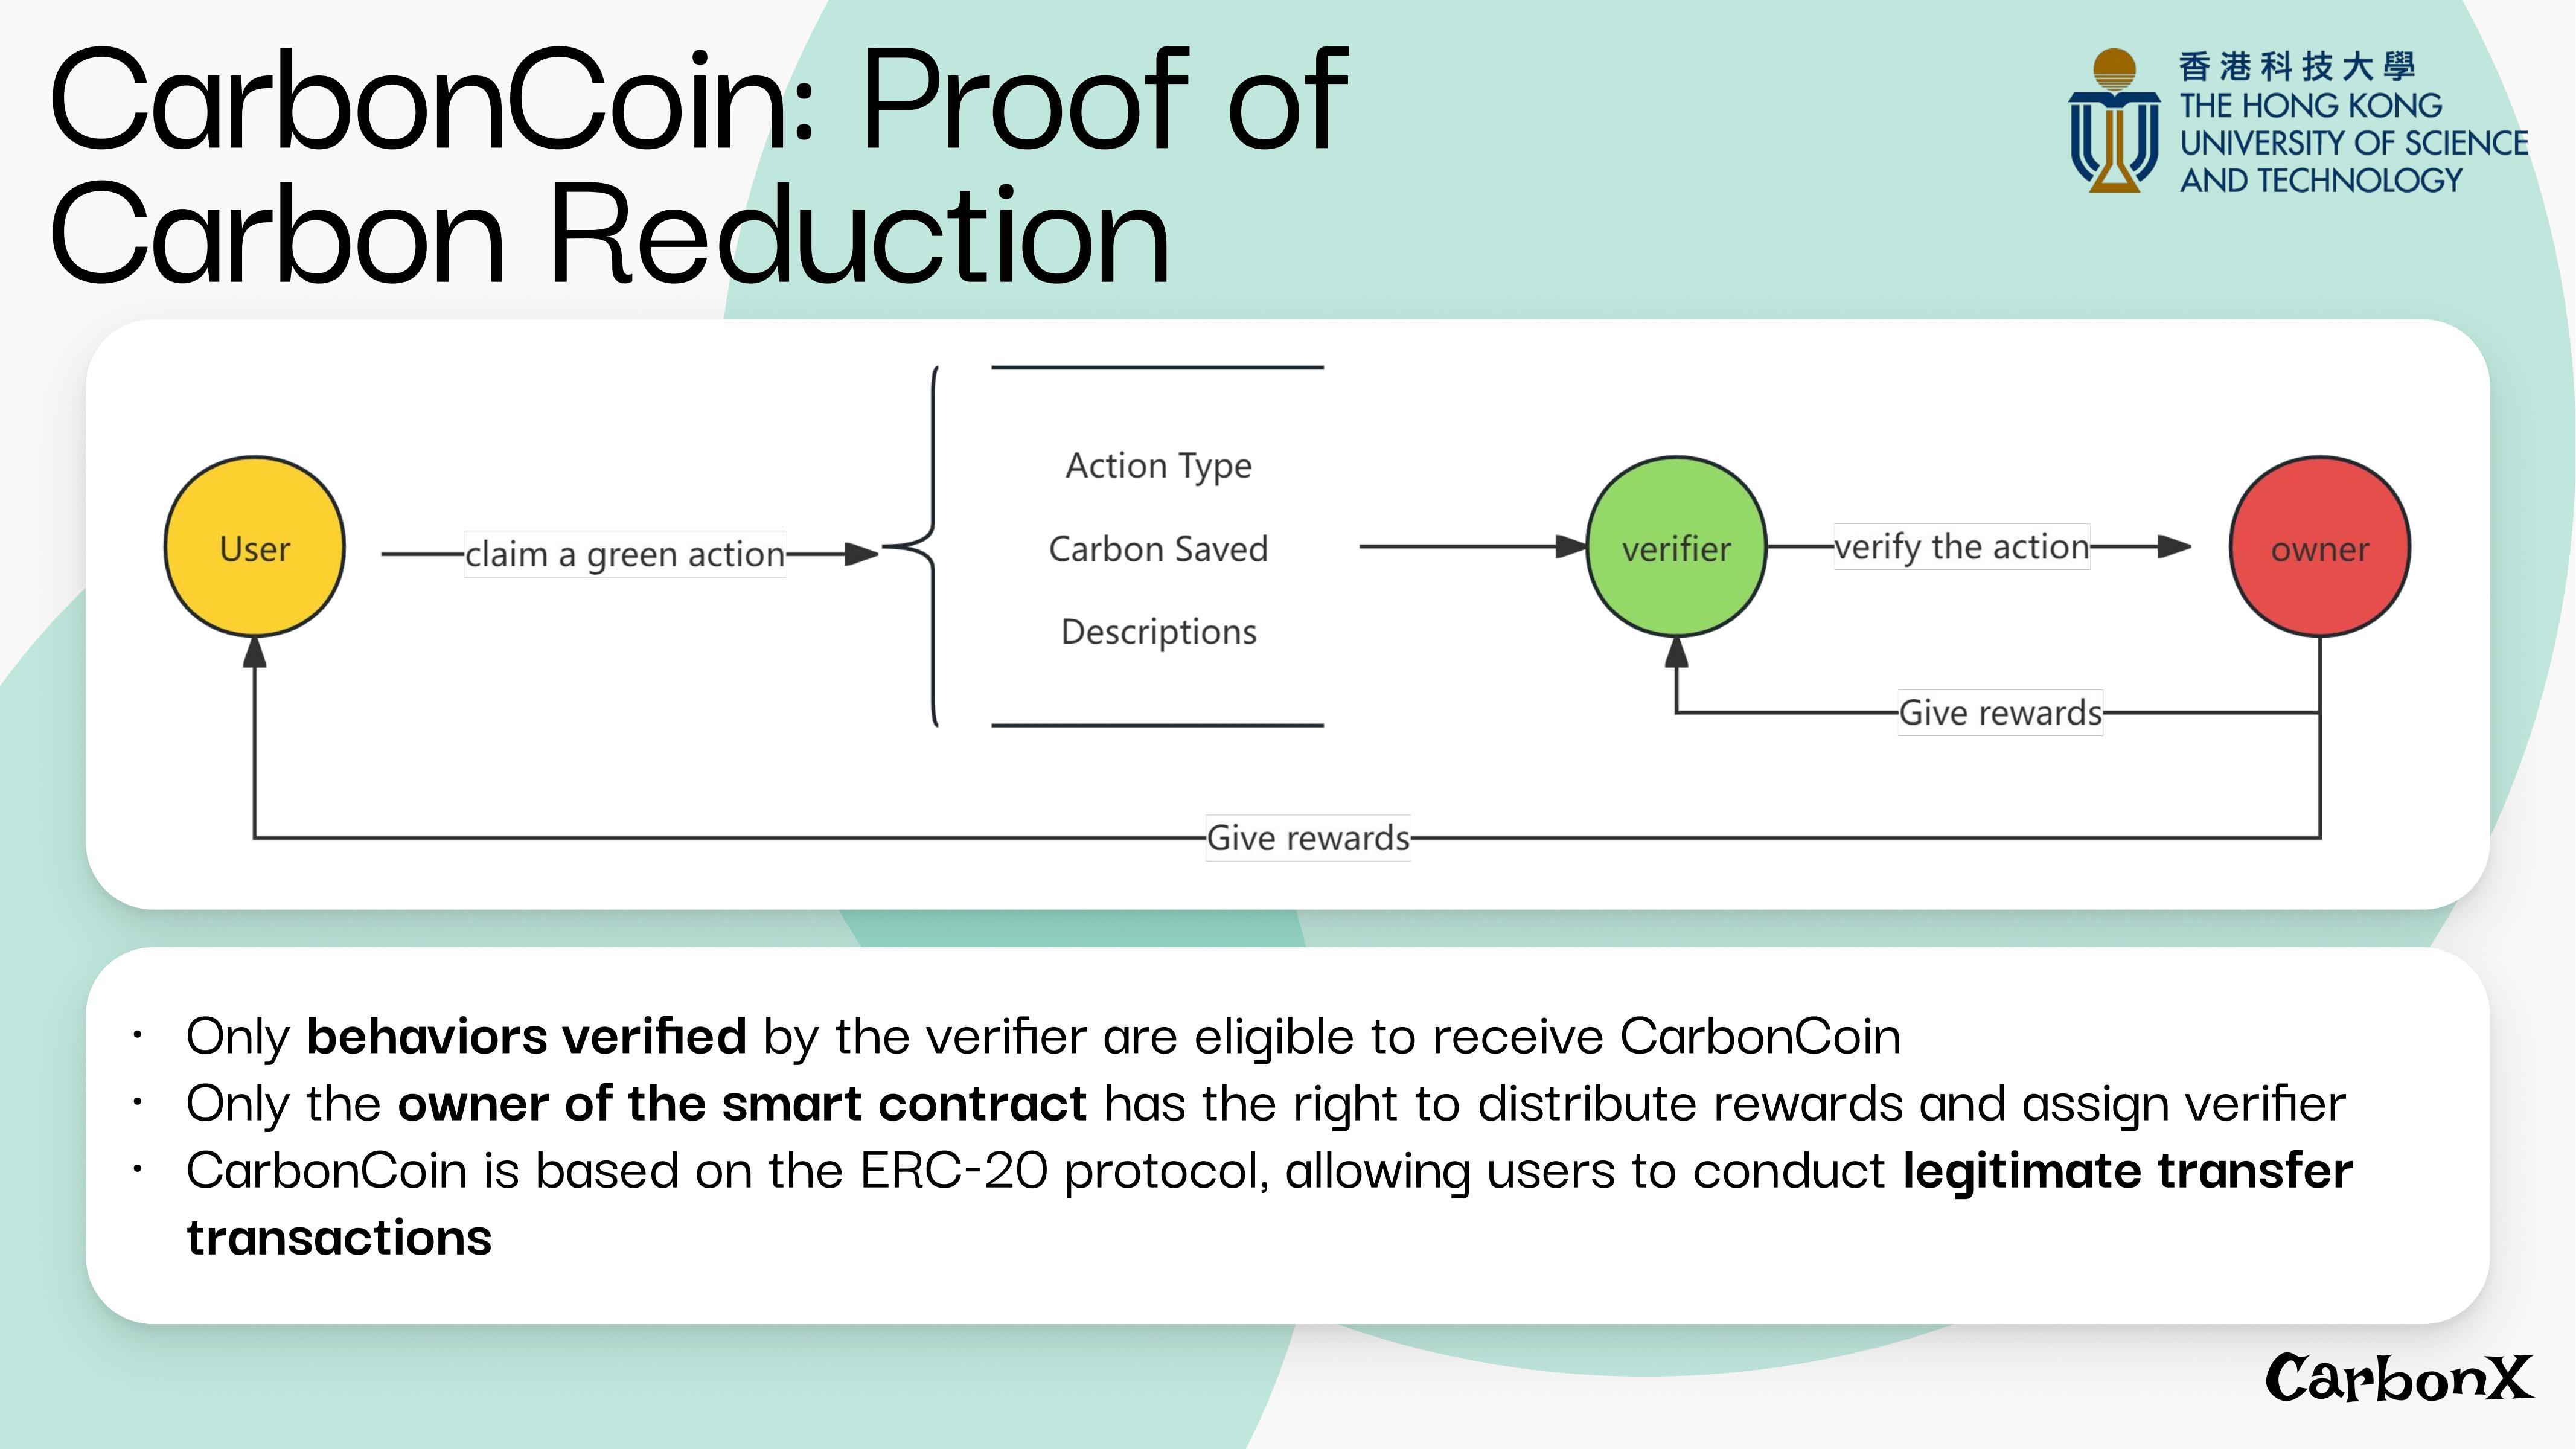 CarbonCoin: Proof of
Carbon Reduction
香港科技大學
THE HONG KONG
UNIVERSITY OF SCIENCE
AND TECHNOLOGY
User
claim a green action
Action Type
Carbon Saved
Descriptions
verifier
verify the action
owner
Give rewards
Give rewards
· Only behaviors verified by the verifier are eligible to receive CarbonCoin
· Only the owner of the smart contract has the right to distribute rewards and assign verifier
· CarbonCoin is based on the ERC-20 protocol, allowing users to conduct legitimate transfer
transactions
CarbonX